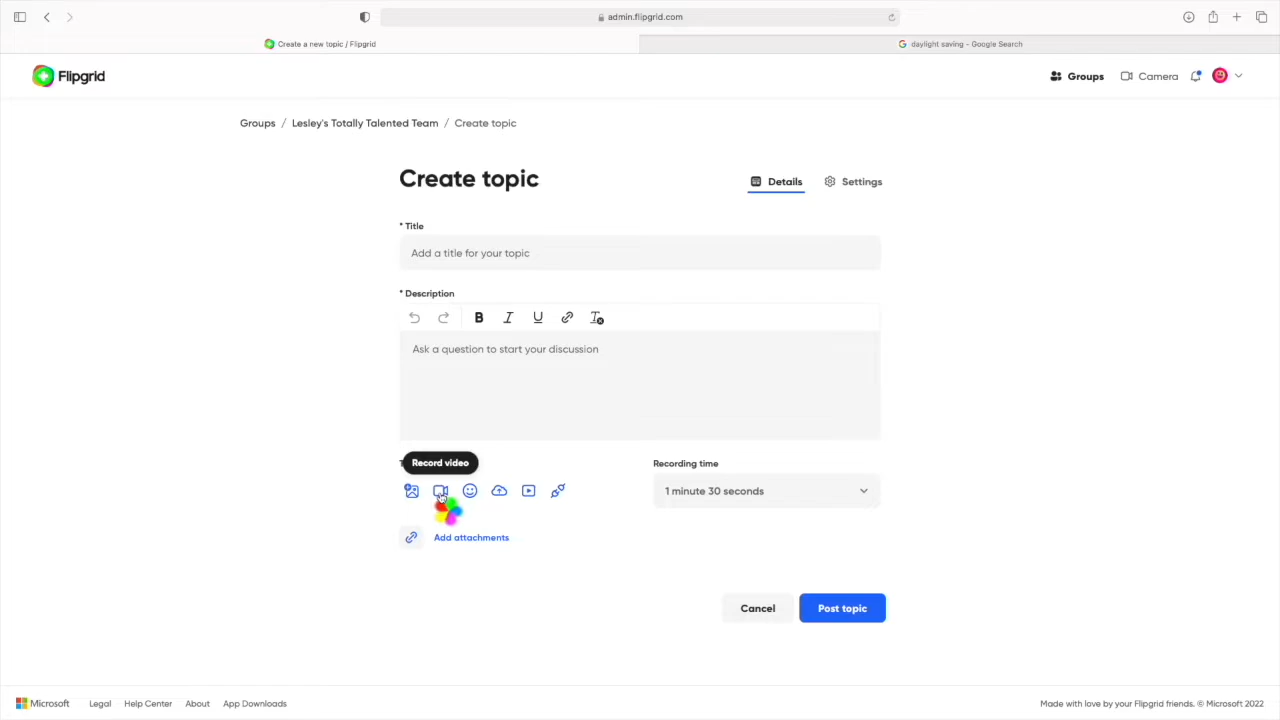 admin.flipgrid.com
Create a new topic / Flipgrid
daylight saving - Google Search
Flipgrid
Groups
Camera
Groups / Lesley's Totally Talented Team / Create topic
Create topic
Details
Settings
* Title
Add a title for your topic
* Description
B I U
Ask a question to start your discussion
Record video
Recording time
1 minute 30 seconds
Add attachments
Cancel
Post topic
Microsoft Legal Help Center About App Downloads
Made with love by your Flipgrid friends. © Microsoft 2022